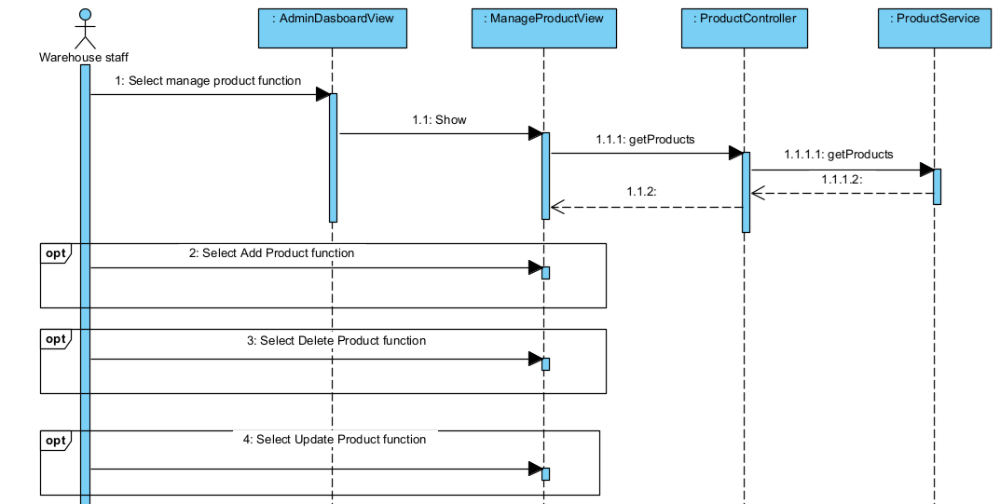 : AdminDasboardView
: ManageProductView
: ProductController
: ProductService
Warehouse staff
1: Select manage product function
1.1: Show
1.1.1: getProducts
1.1.1.1: getProducts
1.1.1.2:
1.1.2:
opt
2: Select Add Product function
opt
3: Select Delete Product function
opt
4: Select Update Product function